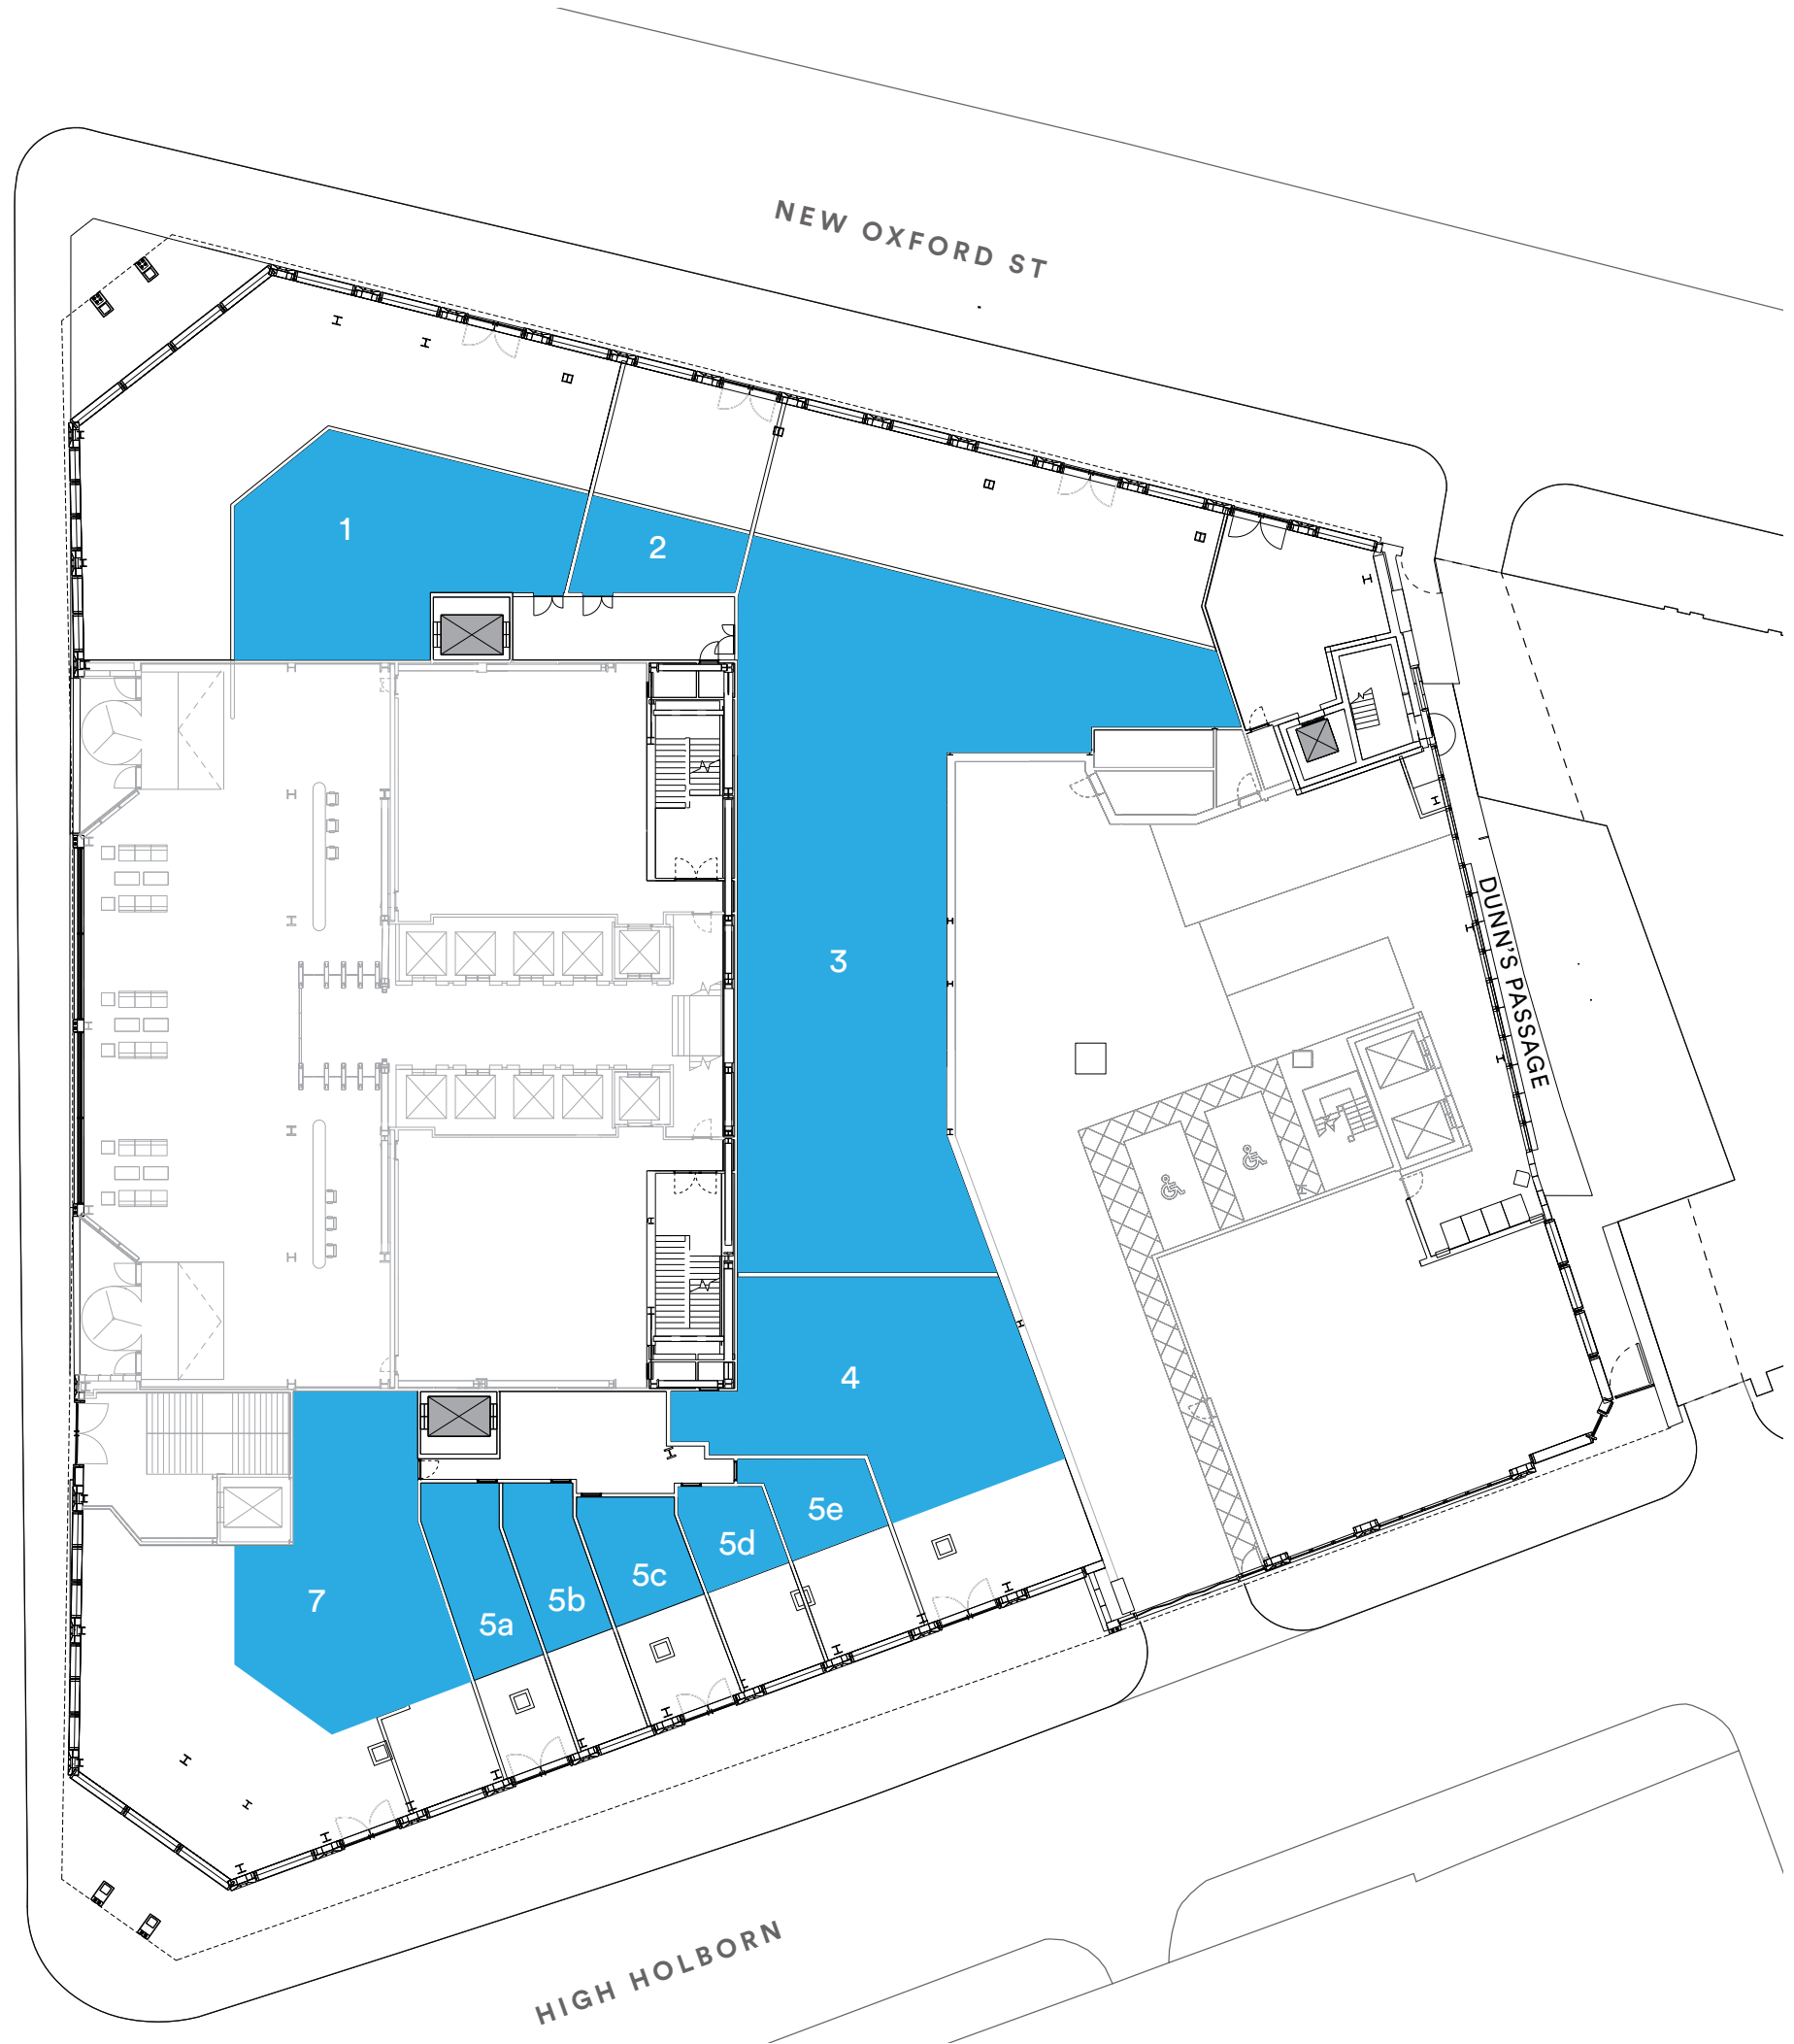 NEW OXFORD ST
1
2
3
DUNN'S PASSAGE
4
5e
5d
5c
5b
7
5a
HIGH HOLBORN